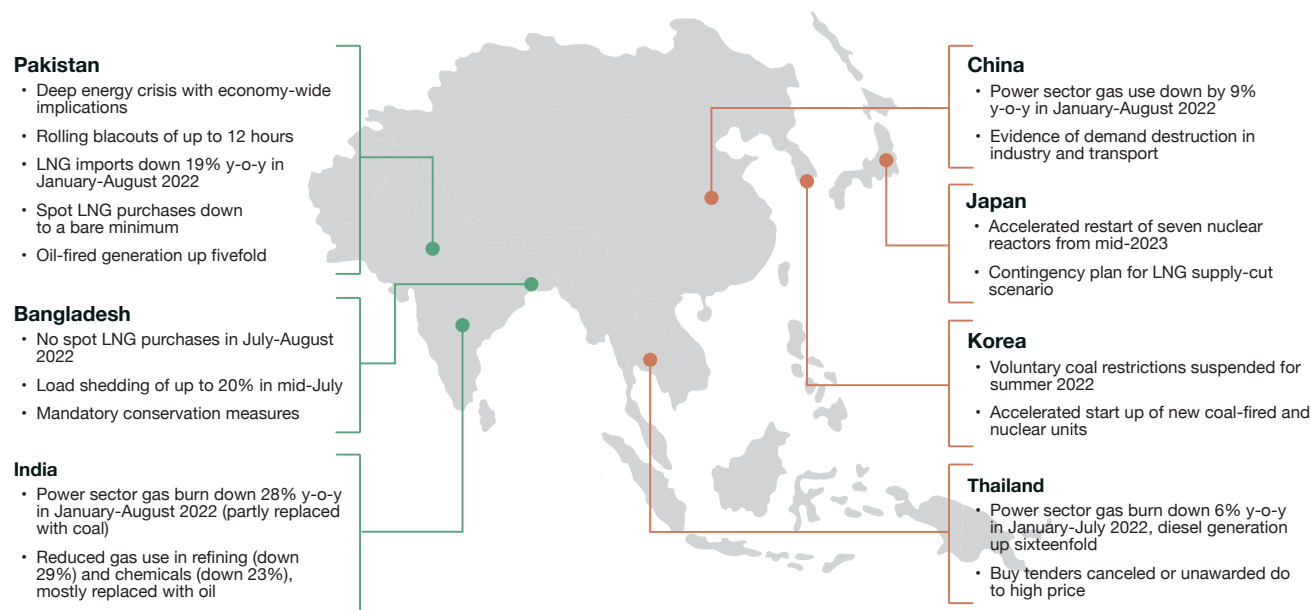 Pakistan
• Deep energy crisis with economy-wide
implications
• Rolling blacouts of up to 12 hours
• LNG imports down 19% y-o-y in
January-August 2022
• Spot LNG purchases down
to a bare minimum
• Oil-fired generation up fivefold
Bangladesh
• No spot LNG purchases in July-August
2022
• Load shedding of up to 20% in mid-July
• Mandatory conservation measures
India
• Power sector gas burn down 28% y-o-y
in January-August 2022 (partly replaced
with coal)
• Reduced gas use in refining (down
29%) and chemicals (down 23%),
mostly replaced with oil
China
• Power sector gas use down by 9%
y-o-y in January-August 2022
• Evidence of demand destruction in
industry and transport
Japan
• Accelerated restart of seven nuclear
reactors from mid-2023
• Contingency plan for LNG supply-cut
scenario
Korea
• Voluntary coal restrictions suspended for
summer 2022
• Accelerated start up of new coal-fired and
nuclear units
Thailand
• Power sector gas burn down 6% y-o-y
in January-July 2022, diesel generation
up sixteenfold
• Buy tenders canceled or unawarded do
to high price